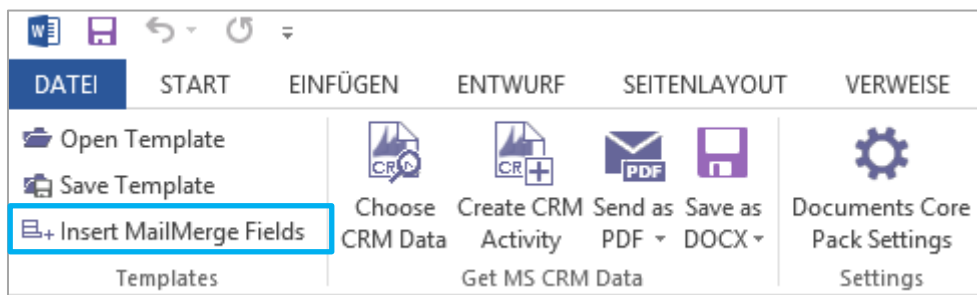 DATEI START EINFÜGEN ENTWURF SEITENLAYOUT VERWEISE
Open Template
Save Template
Insert MailMerge Fields
Templates
CRM
Choose
CRM Data
CR
Create CRM
Activity
PDF
Send as
PDF
Save as
DOCX
Get MS CRM Data
Documents Core
Pack Settings
Settings